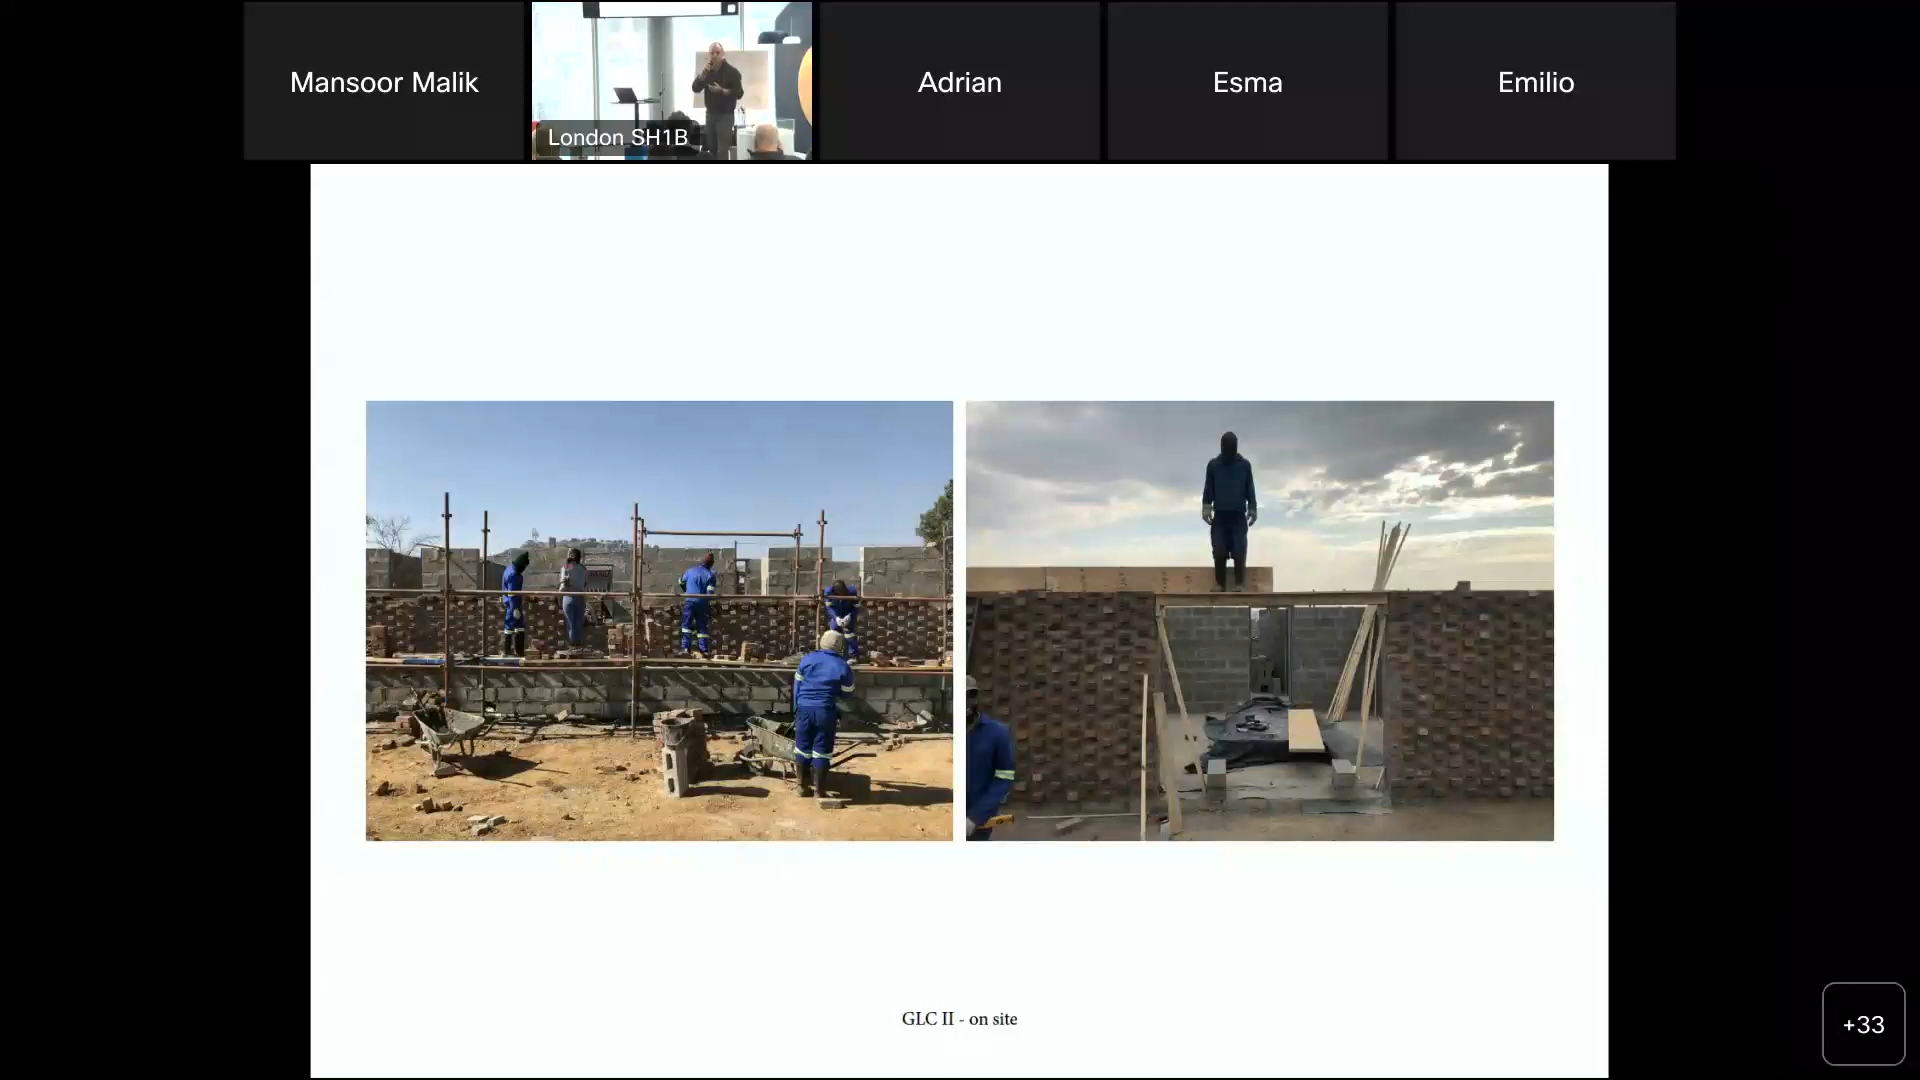 Mansoor Malik
London SH1B
Adrian
Esma
Emilio
GLC II - on site
+33